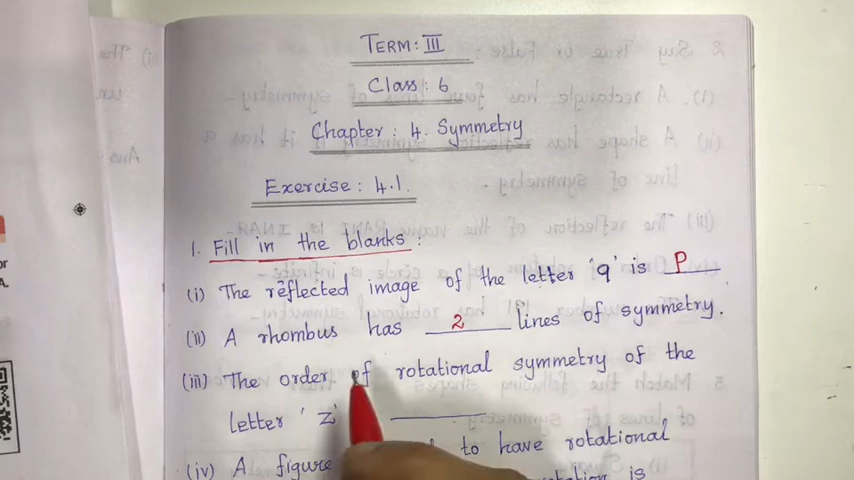 TERM: III
Class: 6
Chapter: 4. Symmetry
Exercise: 4.1
1. Fill in the blanks:
(i) The reflected image of the letter 'q' is P
(ii) A rhombus has 2 lines of symmetry.
(iii) The order of rotational symmetry of the
letter 'Z'
(iv) A figure to have rotational
is